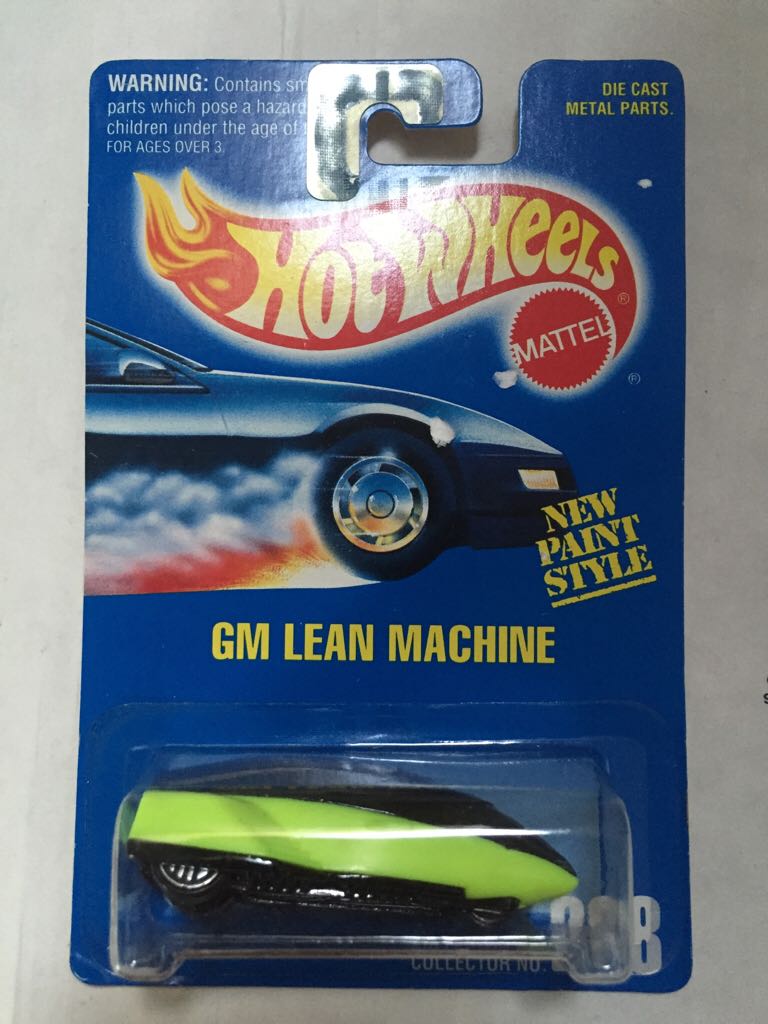 WARNING: Contains
parts which pose a hazard
children under the age of
FOR AGES OVER 3.
DIE CAST
METAL PARTS.
HOT WHEELS ®
MATTEL
®
NEW
PAINT
STYLE
GM LEAN MACHINE
COLLECTOR NO.